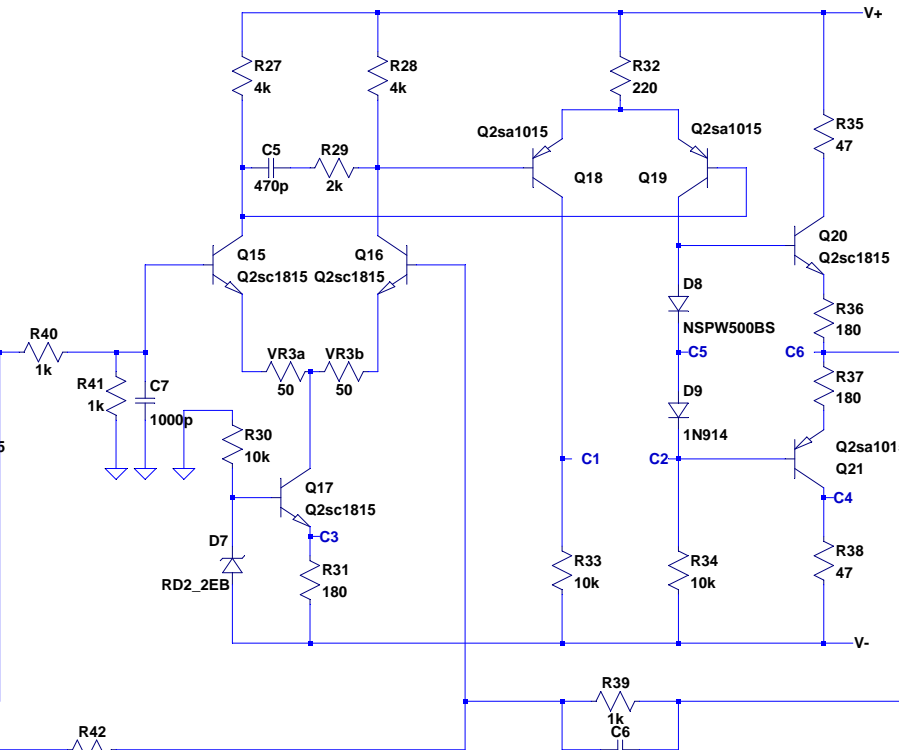 V+
R27
4k
R28
4k
R32
220
R35
47
Q2sa1015
Q2sa1015
C5
470p
R29
2k
Q18
Q19
Q15
Q2sc1815
Q16
Q2sc1815
Q20
Q2sc1815
D8
NSPW500BS
R36
180
R40
1k
VR3a
50
VR3b
50
C5
C6
R41
1k
C7
1000p
R37
180
D9
1N914
R30
10k
C1
C2
Q2sa101
Q21
5
Q17
Q2sc1815
C4
C3
D7
RD2_2EB
R31
180
R33
10k
R34
10k
R38
47
V-
R39
1k
C6
R42